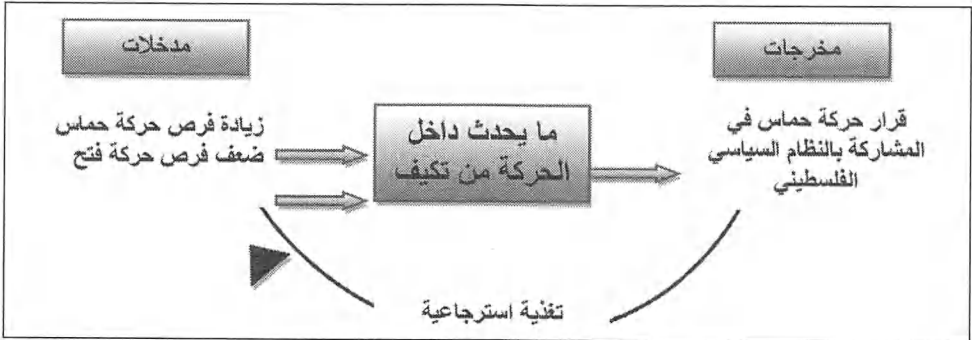 مدخلات
مخرجات
زيادة فرص حركة حماس
ضعف فرص حركة فتح
ما يحدث داخل
الحركة من تكيف
قرار حركة حماس في
المشاركة بالنظام السياسي
الفلسطيني
تغذية استرجاعية